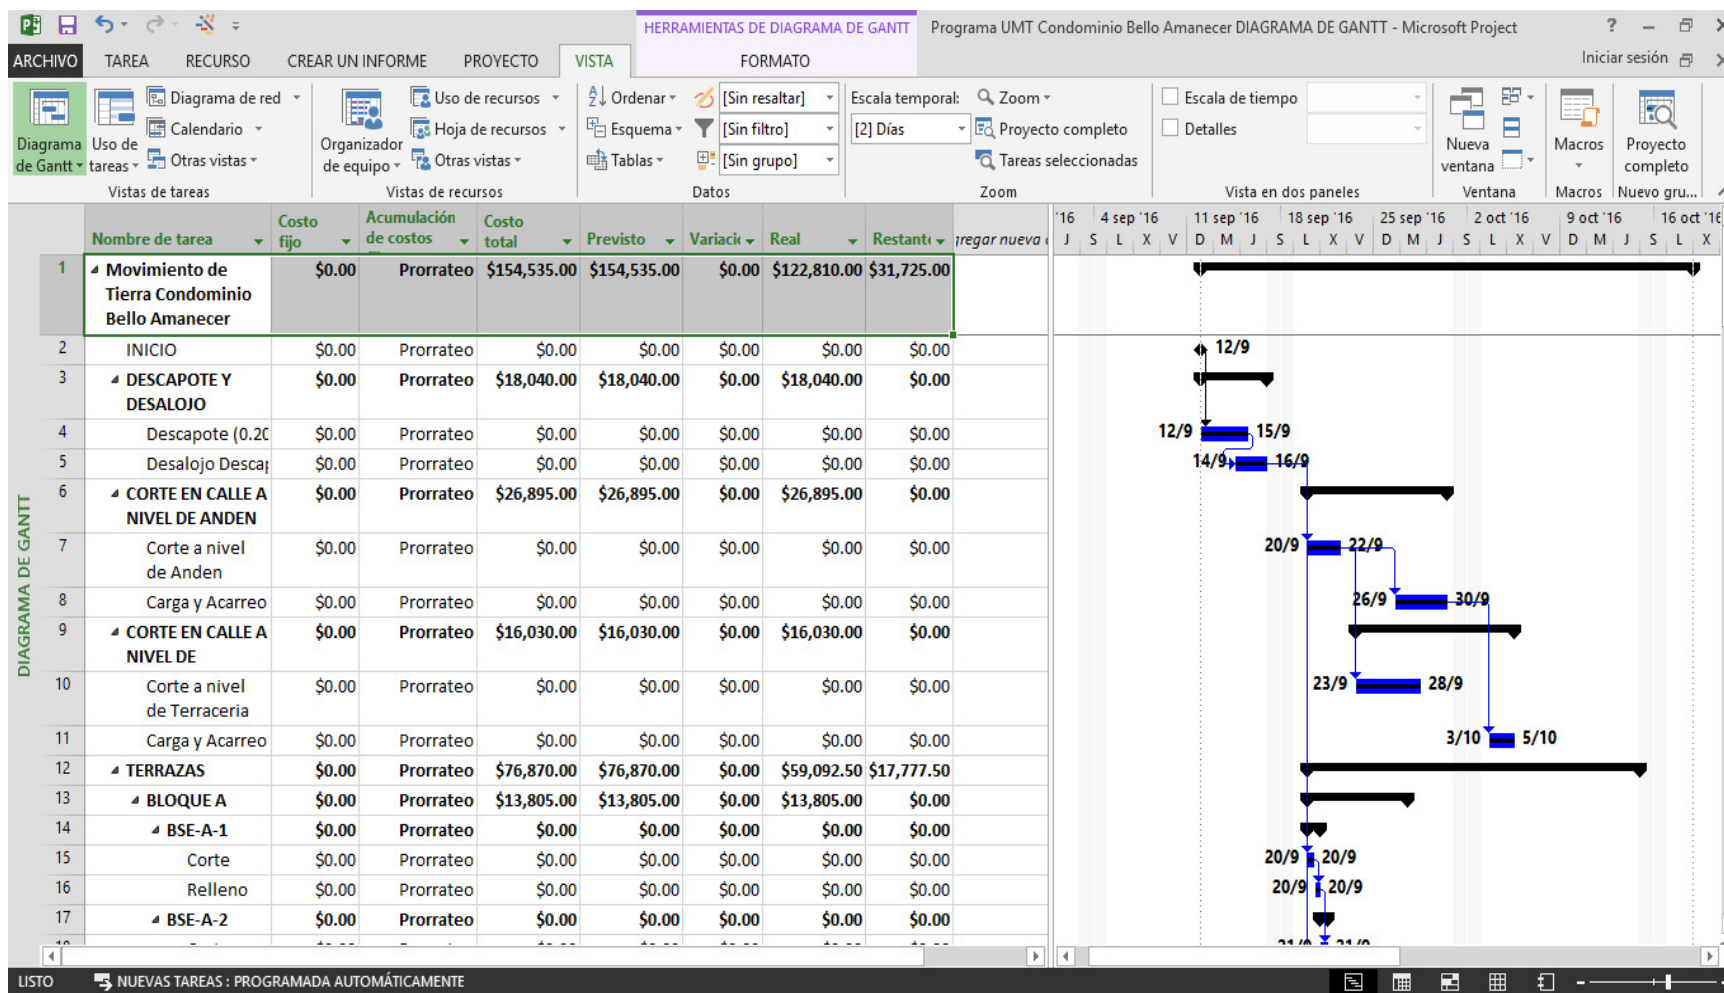 HERRAMIENTAS DE DIAGRAMA DE GANTT Programa UMT Condominio Bello Amanecer DIAGRAMA DE GANTT - Microsoft Project ?
ARCHIVO TAREA RECURSO CREAR UN INFORME PROYECTO VISTA FORMATO Iniciar sesión
Diagrama de Gantt
Uso de tareas
Diagrama de red
Calendario
Otras vistas
Vistas de tareas
Organizador de equipo
Uso de recursos
Hoja de recursos
Otras vistas
Vistas de recursos
Ordenar
Esquema
Tablas
[Sin resaltar]
[Sin filtro]
[Sin grupo]
Datos
Escala temporal:
[2] Días
Zoom
Proyecto completo
Tareas seleccionadas
Zoom
Escala de tiempo
Detalles
Vista en dos paneles
Nueva ventana
Ventana
Macros
Macros
Proyecto completo
Nuevo gru...
Nombre de tarea Costo fijo Acumulación de costos Costo total Previsto Real
'16 4 sep '16 11 sep '16 18 sep '16 25 sep '16 2 oct '16 9 oct '16 16 oct '16
J S L X V D M J S L X V D M J S L X V D M J S L X
1 Movimiento de Tierra Condominio Bello Amanecer $0.00 Prorrateo $154,535.00 $154,535.00 $0.00 $122,810.00 $31,725.00
2 INICIO $0.00 Prorrateo $0.00 $0.00 $0.00 $0.00 $0.00 12/9
3 DESCAPOTE Y DESALOJO $0.00 Prorrateo $18,040.00 $18,040.00 $0.00 $18,040.00 $0.00
4 Descapote (0.20 $0.00 Prorrateo $0.00 $0.00 $0.00 $0.00 $0.00 12/9 15/9
5 Desalojo $0.00 Prorrateo $0.00 $0.00 $0.00 $0.00 $0.00 14/9 16/9
6 CORTE EN CALLE A NIVEL DE ANDEN $0.00 Prorrateo $26,895.00 $26,895.00 $0.00 $26,895.00 $0.00
7 Corte a nivel de Anden $0.00 Prorrateo $0.00 $0.00 $0.00 $0.00 $0.00 20/9 22/9
8 Carga y Acarreo $0.00 Prorrateo $0.00 $0.00 $0.00 $0.00 $0.00 26/9 30/9
9 CORTE EN CALLE A NIVEL DE $0.00 Prorrateo $16,030.00 $16,030.00 $0.00 $16,030.00 $0.00
10 Corte a nivel de Terraceria $0.00 Prorrateo $0.00 $0.00 $0.00 $0.00 $0.00 23/9 28/9
11 Carga y Acarreo $0.00 Prorrateo $0.00 $0.00 $0.00 $0.00 $0.00 3/10 5/10
12 TERRAZAS $0.00 Prorrateo $76,870.00 $76,870.00 $0.00 $59,092.50 $17,777.50
13 BLOQUE A $0.00 Prorrateo $13,805.00 $13,805.00 $0.00 $13,805.00 $0.00
14 BSE-A-1 $0.00 Prorrateo $0.00 $0.00 $0.00 $0.00 $0.00
15 Corte $0.00 Prorrateo $0.00 $0.00 $0.00 $0.00 $0.00 20/9 20/9
16 Relleno $0.00 Prorrateo $0.00 $0.00 $0.00 $0.00 $0.00 20/9 20/9
17 BSE-A-2 $0.00 Prorrateo $0.00 $0.00 $0.00 $0.00 $0.00
DIAGRAMA DE GANTT
LISTO NUEVAS TAREAS : PROGRAMADA AUTOMÁTICAMENTE